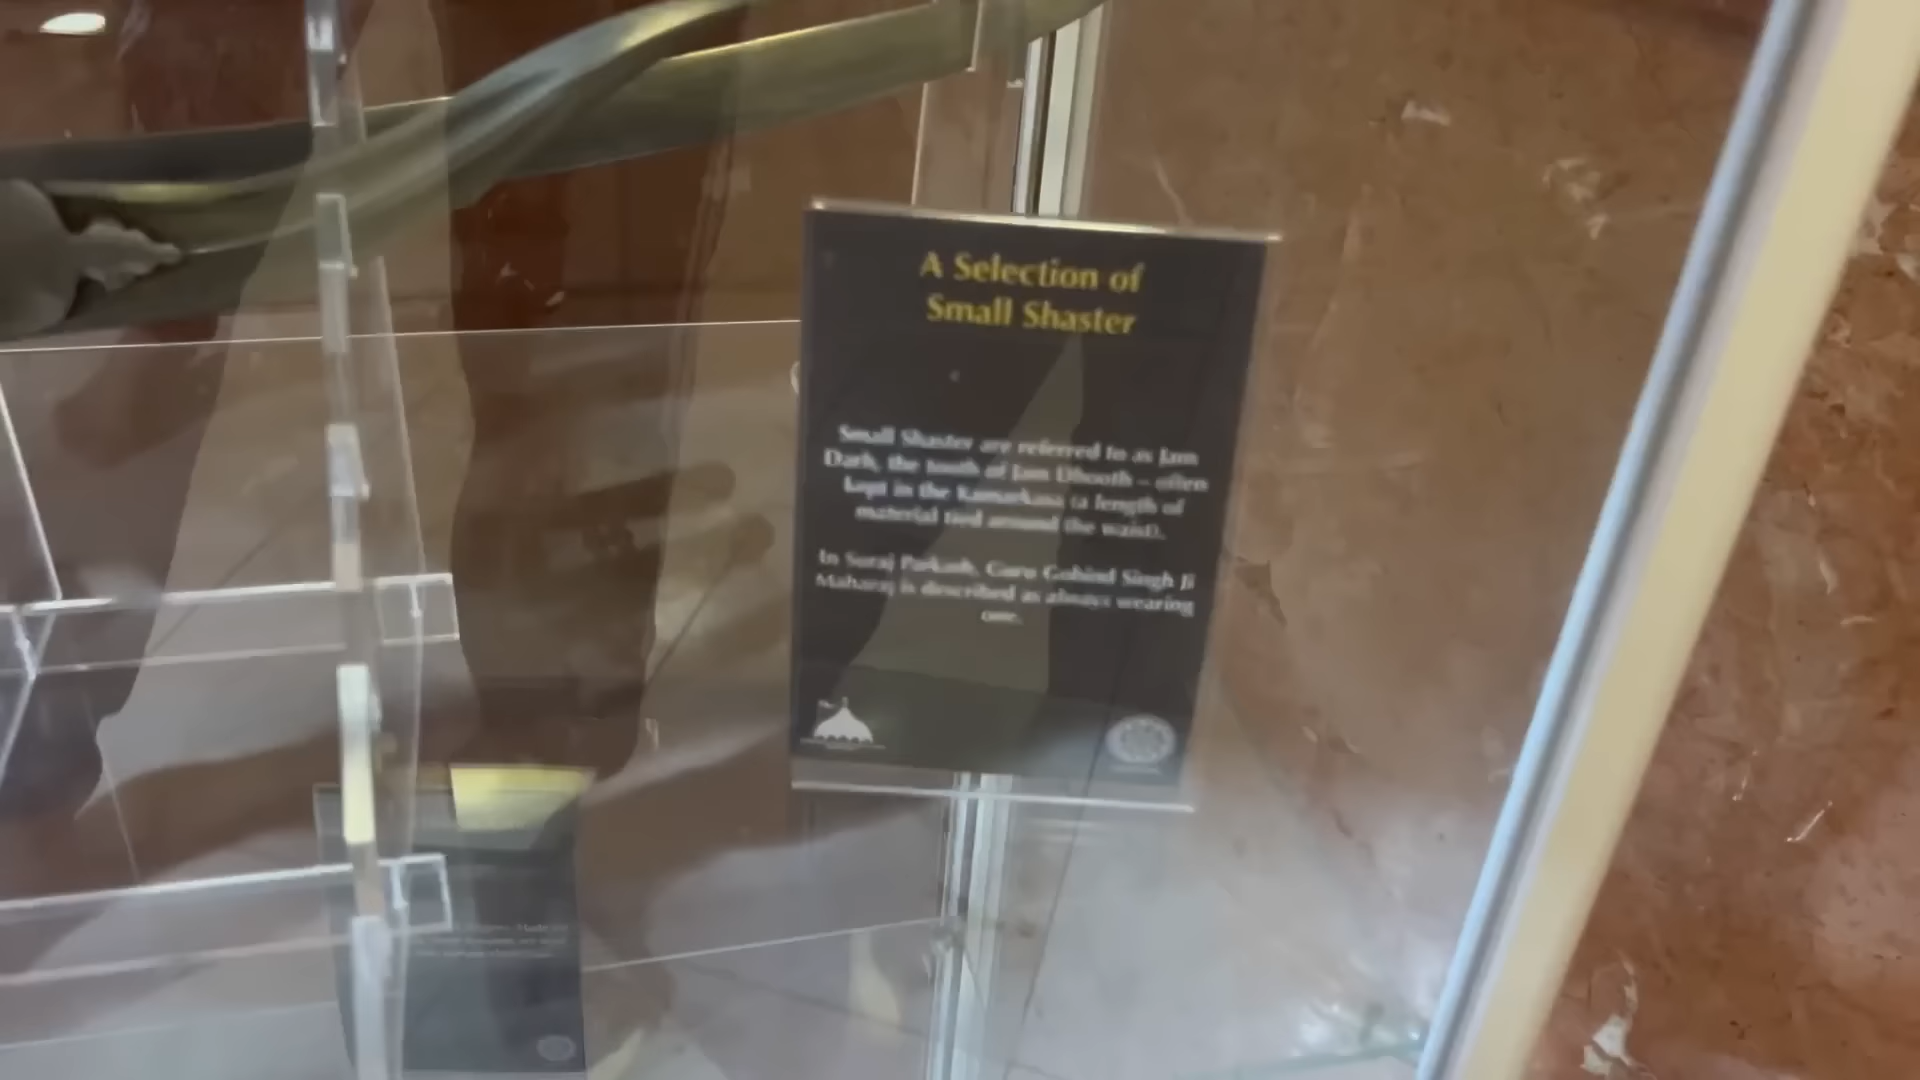 A Selection of
Small Shaster
Small Shaster are referred to as Jam
Darh, the tooth of Jam Dhooth – often
kept in the Kamarkasa (a length of
material tied around the waist).
In Suraj Parkash, Guru Gobind Singh Ji
Maharaj is described as always wearing
one.